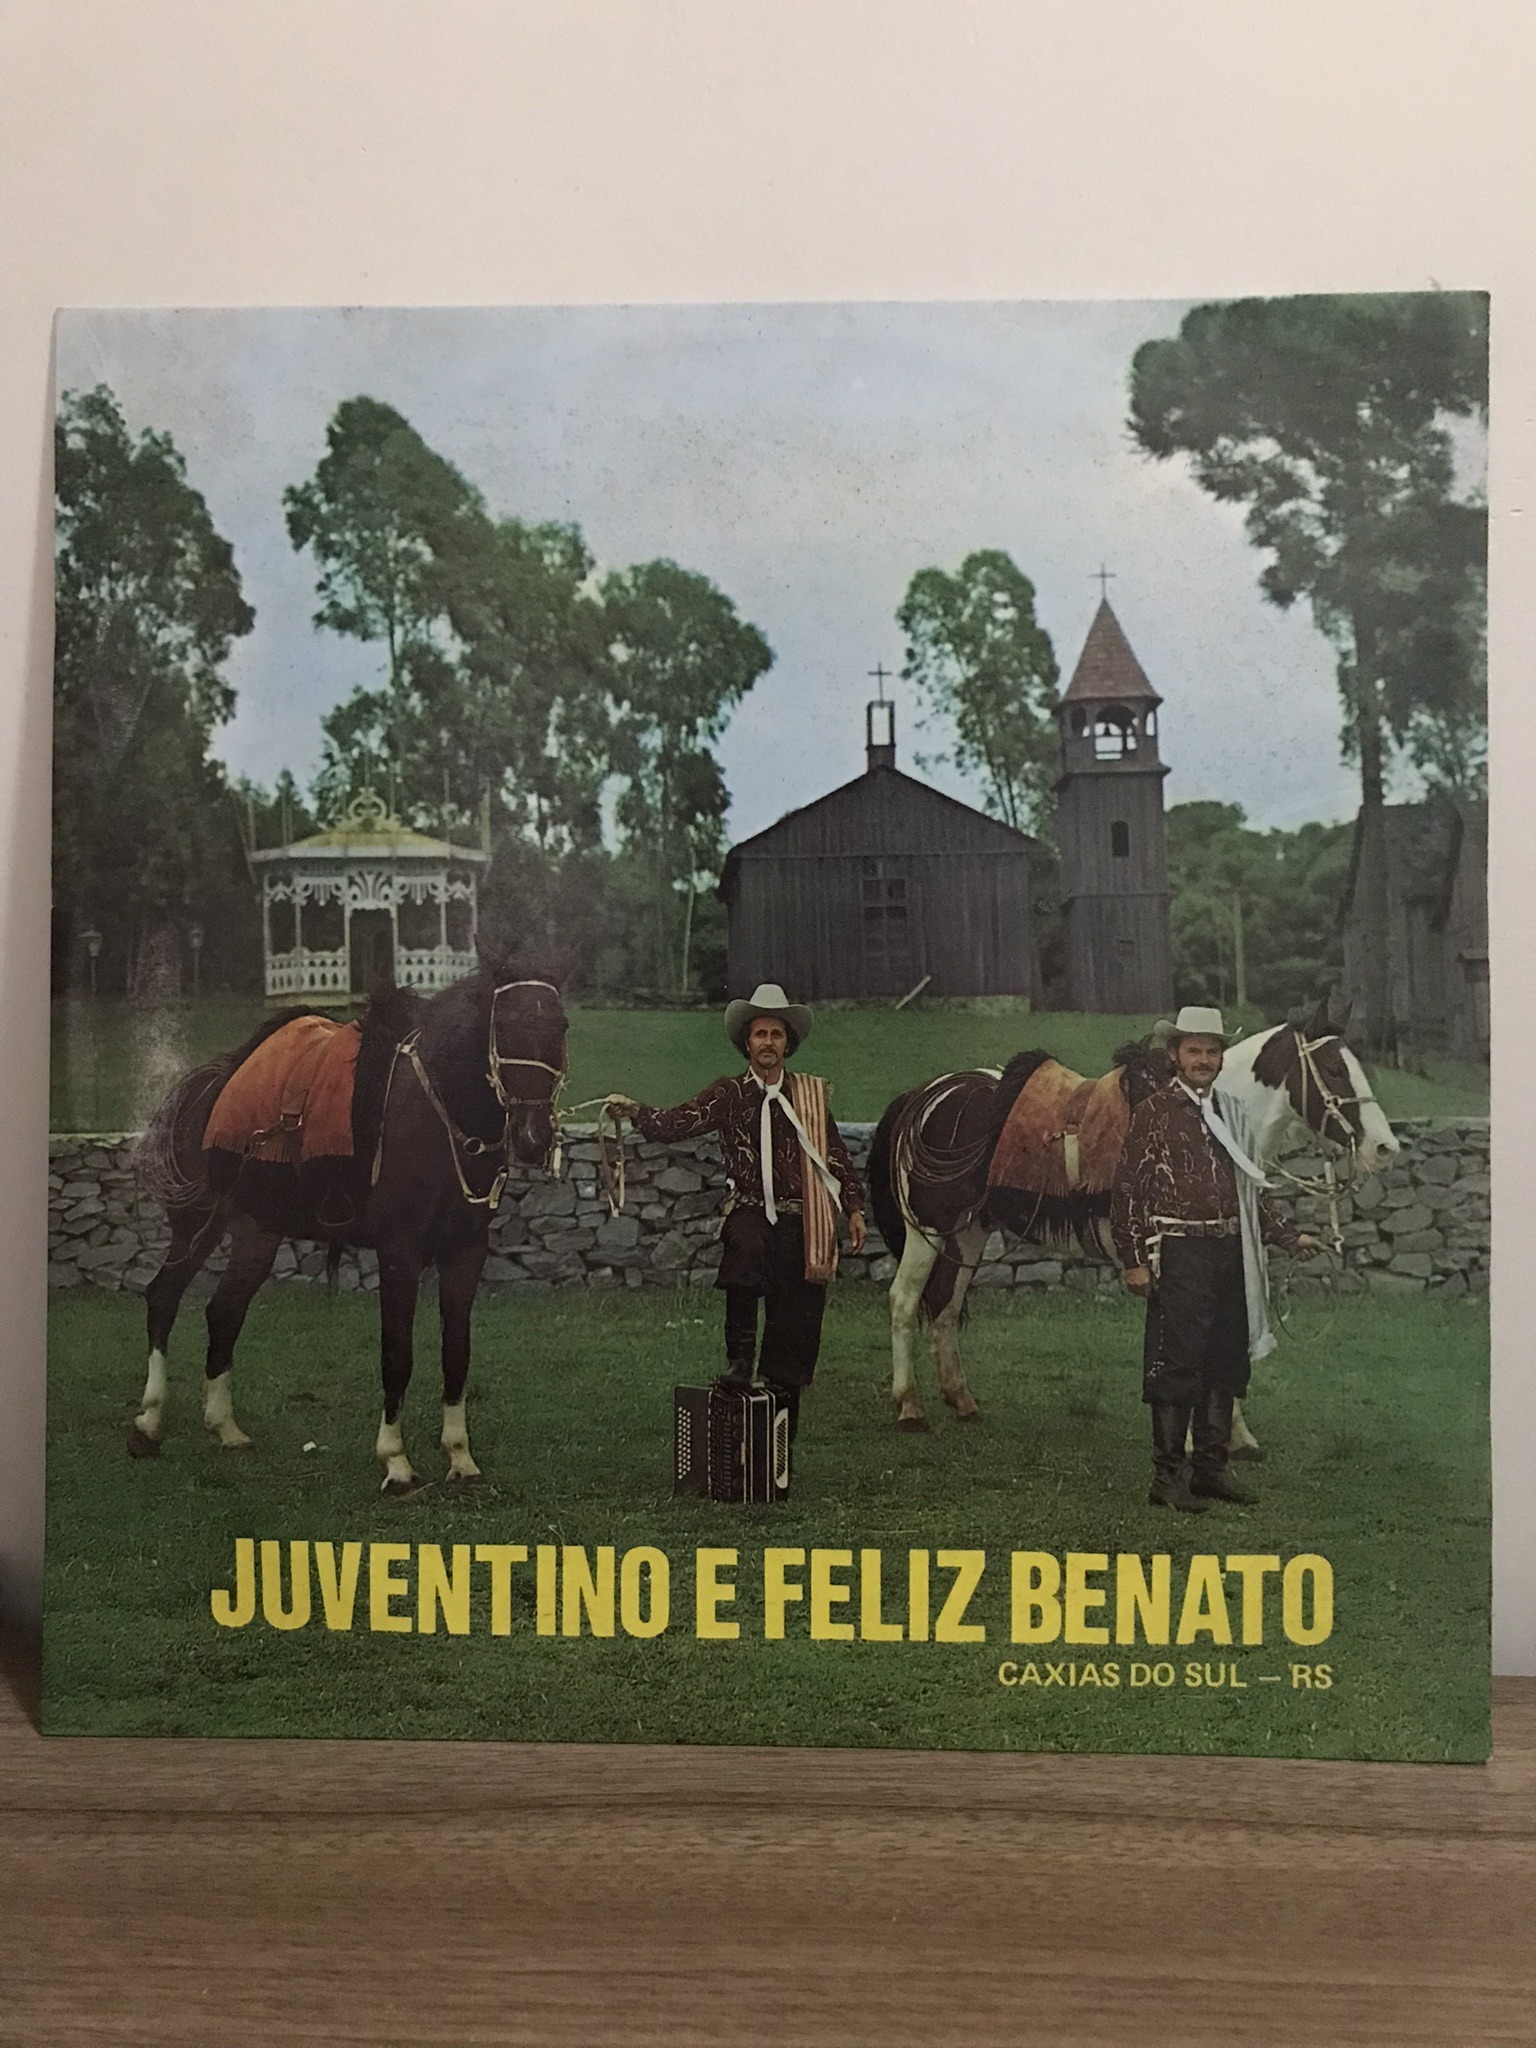 JUVENTINO E FELIZ BENATO
CAXIAS DO SUL – RS